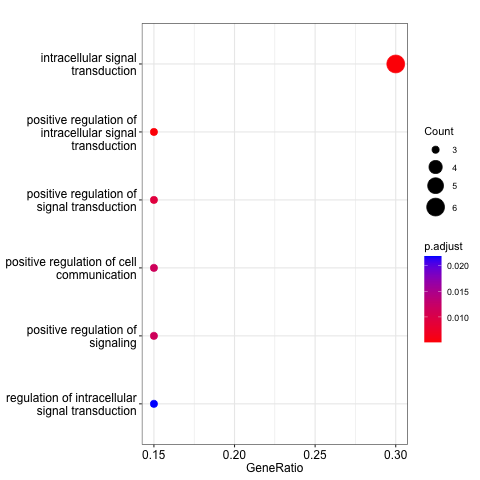 intracellular signal
transduction
positive regulation of
intracellular signal
transduction
positive regulation of
signal transduction
positive regulation of cell
communication
positive regulation of
signaling
regulation of intracellular
signal transduction
0.15 0.20 0.25 0.30
GeneRatio
Count
3
4
5
6
p.adjust
0.020
0.015
0.010